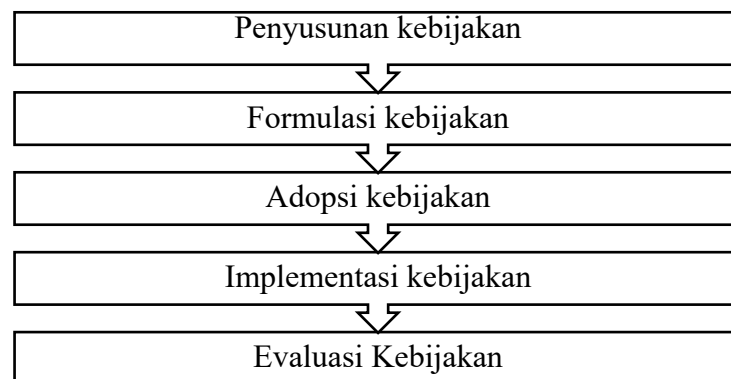 Penyusunan kebijakan
Formulasi kebijakan
Adopsi kebijakan
Implementasi kebijakan
Evaluasi Kebijakan